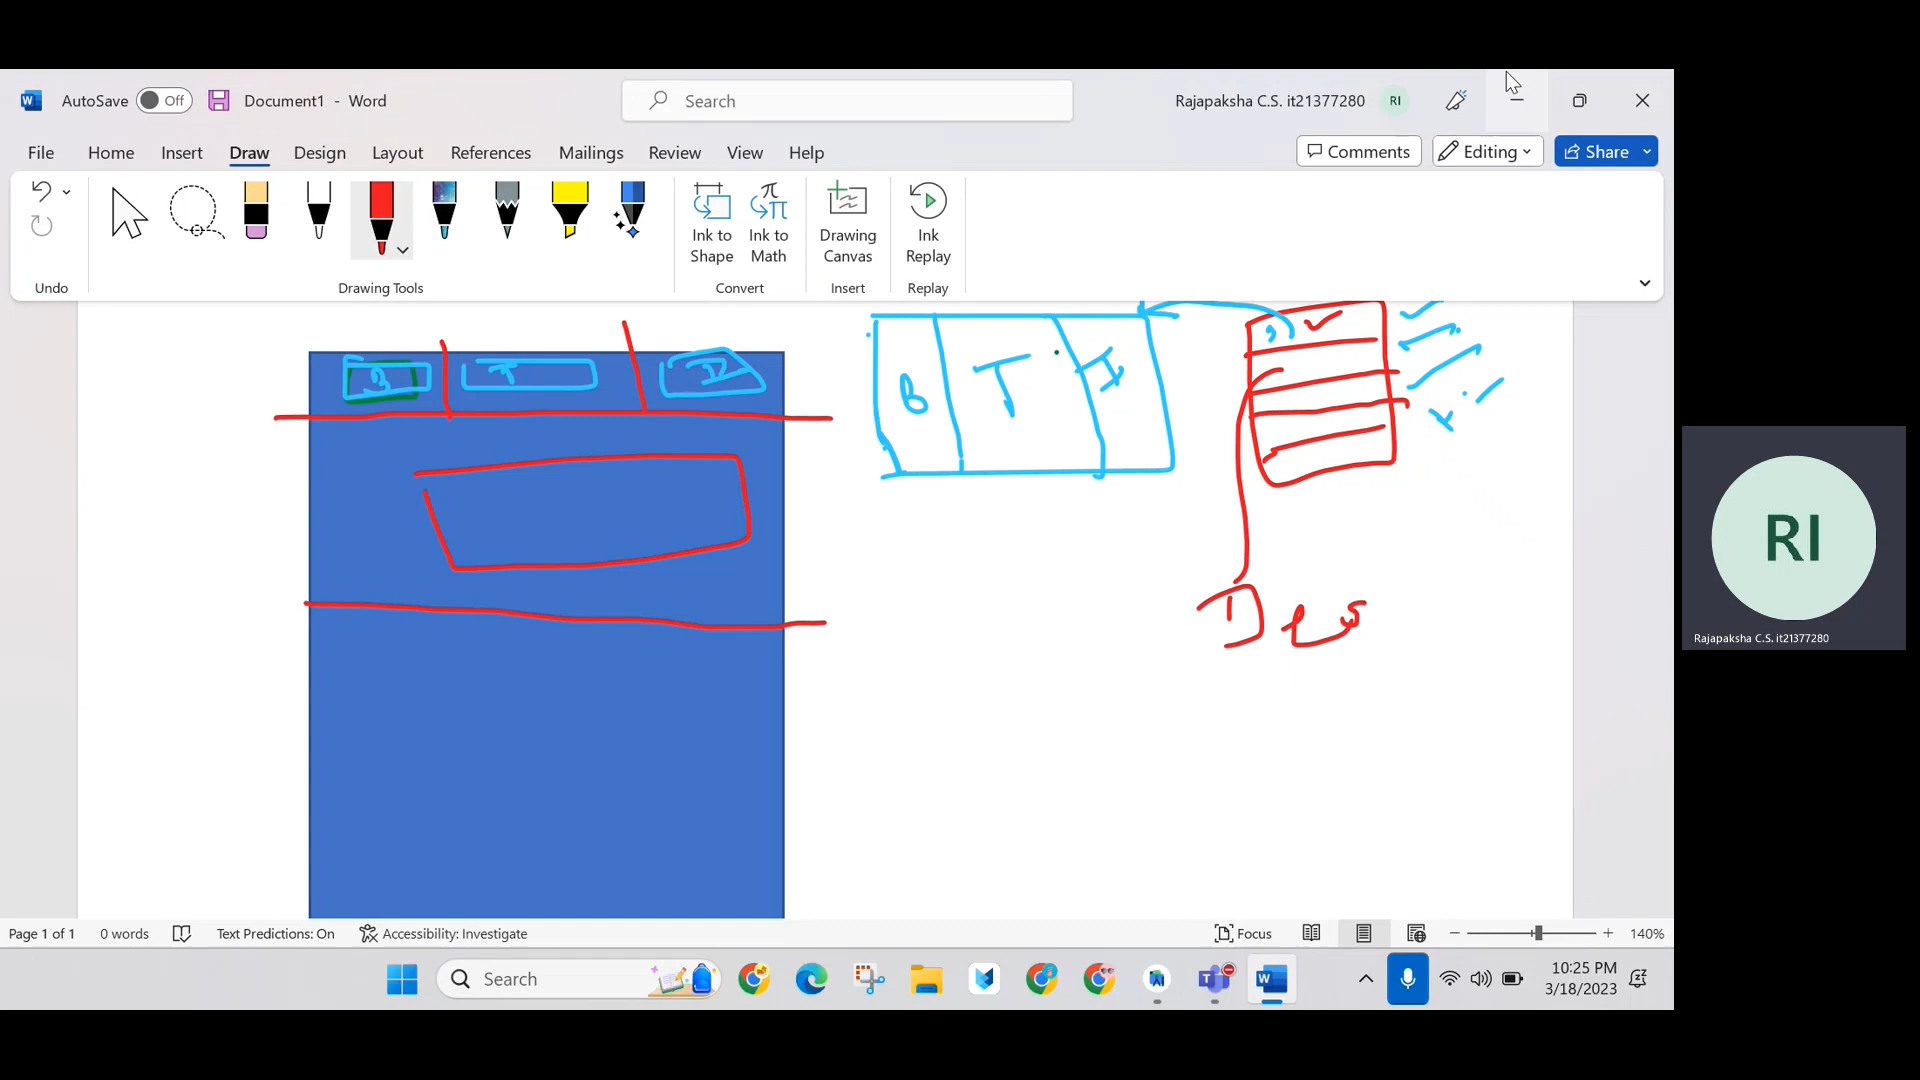 AutoSave Off Document1 - Word Search Rajapaksha C.S. it21377280 RI
File Home Insert Draw Design Layout References Mailings Review View Help Comments Editing Share
Ink to Shape
Ink to Math
Drawing Canvas
Ink Replay
Undo Drawing Tools Convert Insert Replay
B T I
B T I
Des
RI
Rajapaksha C.S. it21377280
Page 1 of 1 0 words Text Predictions: On Accessibility: Investigate Focus 140%
Search
10:25 PM
3/18/2023